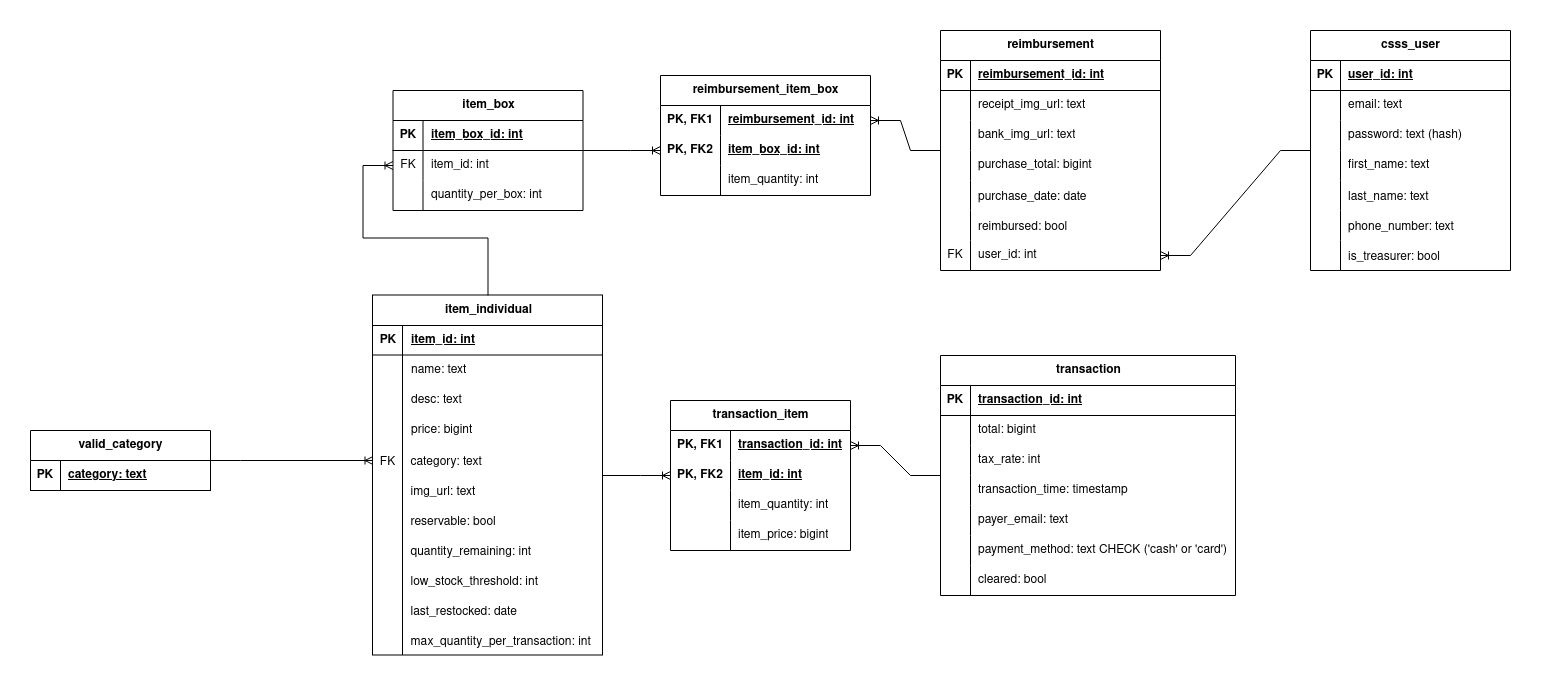 reimbursement
PK reimbursement_id: int
receipt_img_url: text
bank_img_url: text
purchase_total: bigint
purchase_date: date
reimbursed: bool
FK user_id: int
csss_user
PK user_id: int
email: text
password: text (hash)
first_name: text
last_name: text
phone_number: text
is_treasurer: bool
reimbursement_item_box
PK, FK1 reimbursement_id: int
PK, FK2 item_box_id: int
item_quantity: int
item_box
PK item_box_id: int
FK item_id: int
quantity_per_box: int
item_individual
PK item_id: int
name: text
desc: text
price: bigint
FK category: text
img_url: text
reservable: bool
quantity_remaining: int
low_stock_threshold: int
last_restocked: date
max_quantity_per_transaction: int
valid_category
PK category: text
transaction_item
PK, FK1 transaction_id: int
PK, FK2 item_id: int
item_quantity: int
item_price: bigint
transaction
PK transaction_id: int
total: bigint
tax_rate: int
transaction_time: timestamp
payer_email: text
payment_method: text CHECK ('cash' or 'card')
cleared: bool